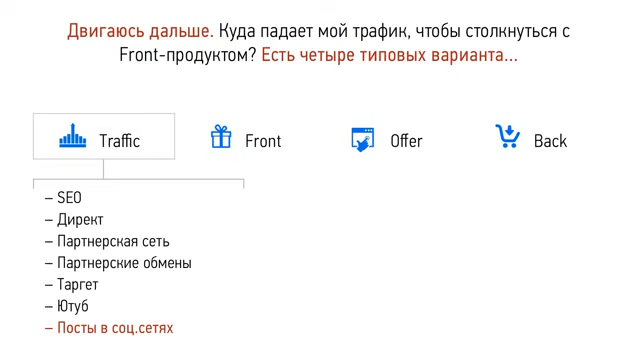 Двигаюсь дальше. Куда падает мой трафик, чтобы столкнуться с
Front-продуктом? Есть четыре типовых варианта...
Traffic
Front
Offer
Back
– SEO
– Директ
– Партнерская сеть
– Партнерские обмены
– Таргет
– Ютуб
– Посты в соц.сетях